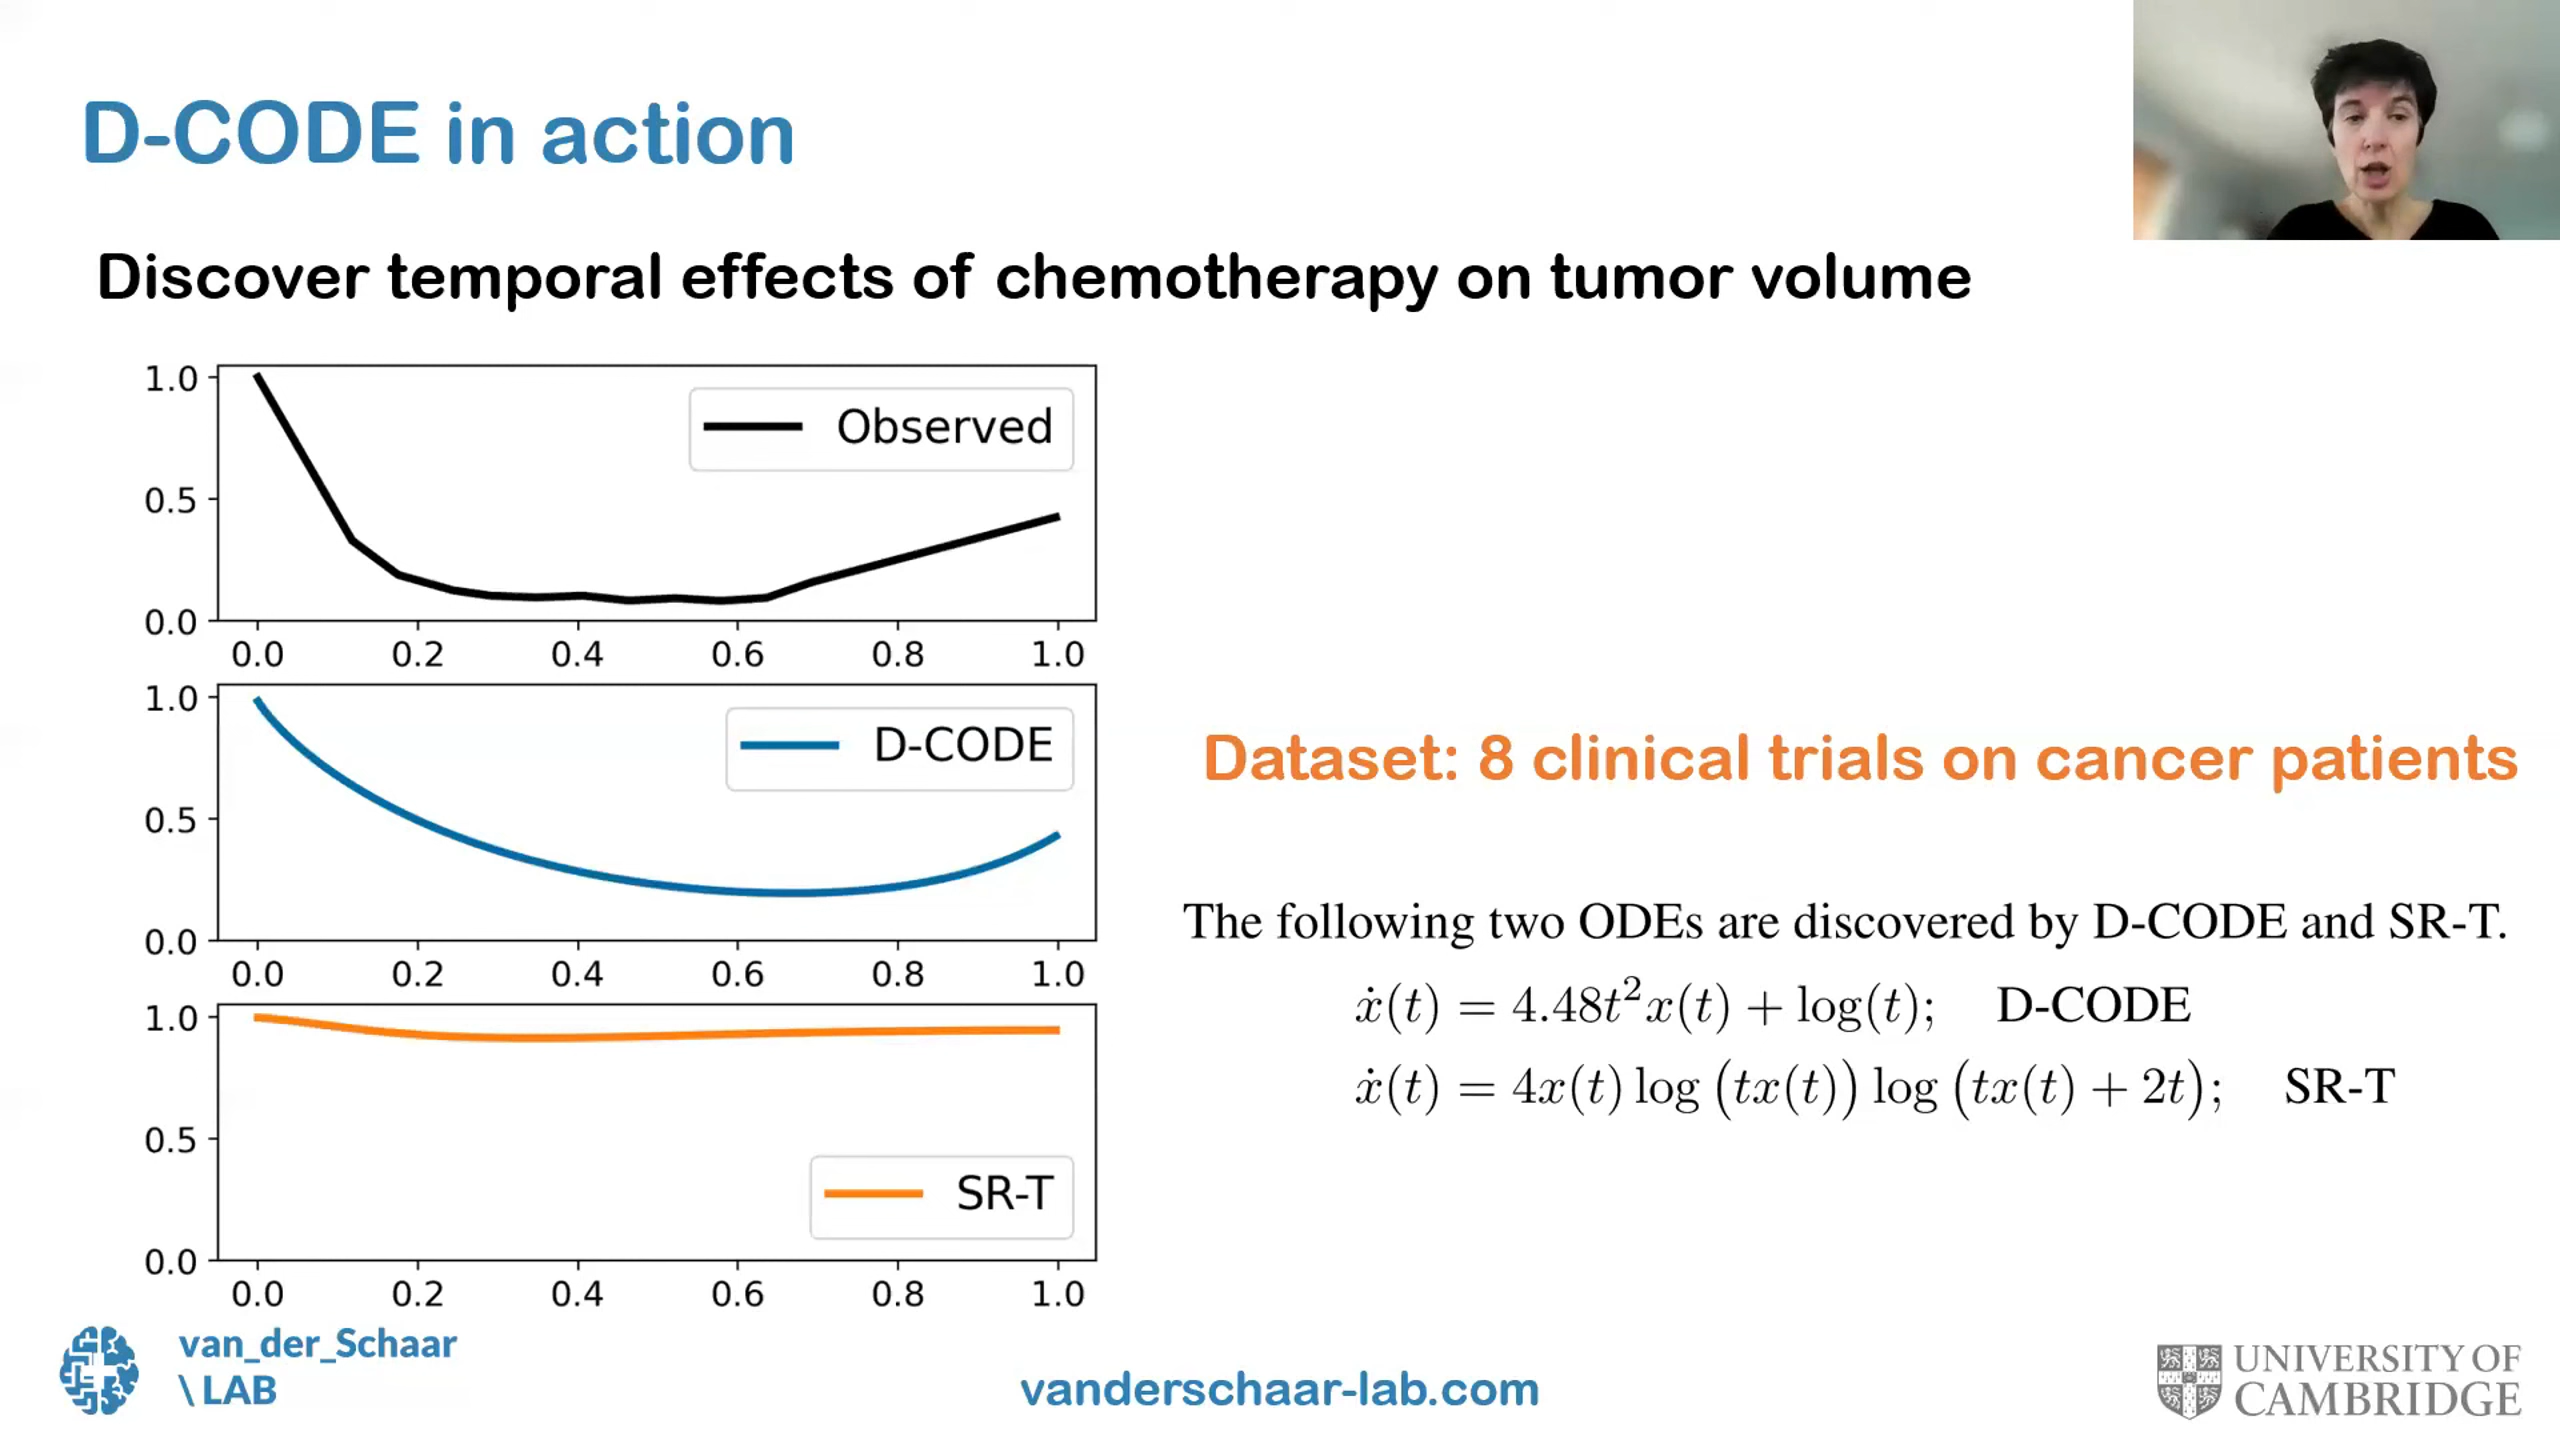 D-CODE in action
Discover temporal effects of chemotherapy on tumor volume
1.0
0.5
0.0
Observed
0.0 0.2 0.4 0.6 0.8 1.0
1.0
0.5
0.0
D-CODE
0.0 0.2 0.4 0.6 0.8 1.0
1.0
0.5
0.0
SR-T
0.0 0.2 0.4 0.6 0.8 1.0
Dataset: 8 clinical trials on cancer patients
The following two ODEs are discovered by D-CODE and SR-T.
ẋ(t) = 4.48t²x(t) + log(t); D-CODE
ẋ(t) = 4x(t) log (tx(t)) log (tx(t) + 2t); SR-T
van_der_Schaar
\ LAB
vanderschaar-lab.com
UNIVERSITY OF
CAMBRIDGE